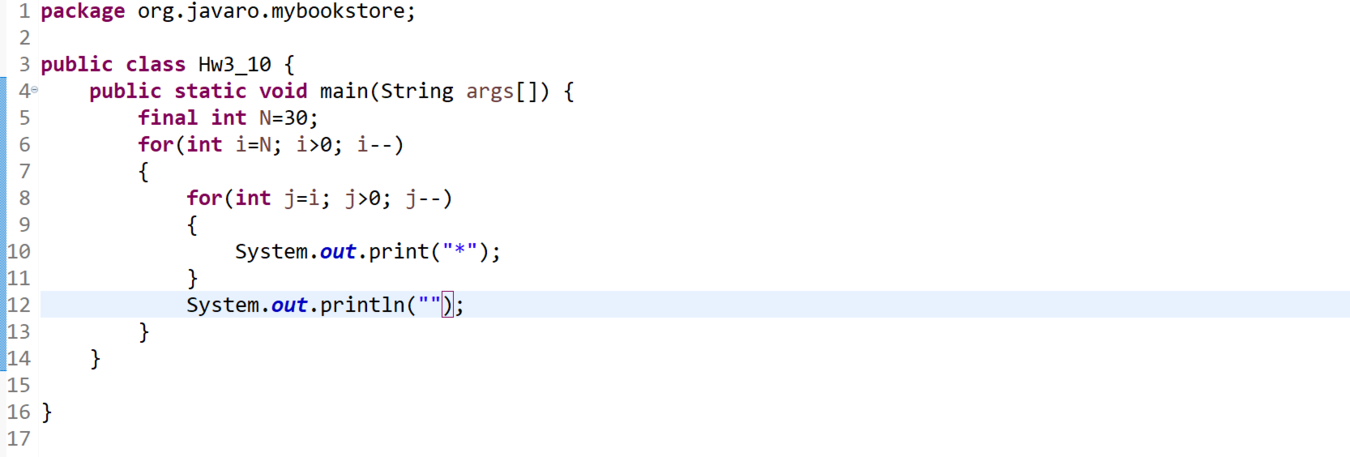 1 package org.javaro.mybookstore;
2
3 public class Hw3_10 {
4     public static void main(String args[]) {
5         final int N=30;
6         for(int i=N; i>0; i--)
7         {
8             for(int j=i; j>0; j--)
9             {
10                System.out.print("*");
11            }
12            System.out.println("");
13        }
14    }
15
16 }
17